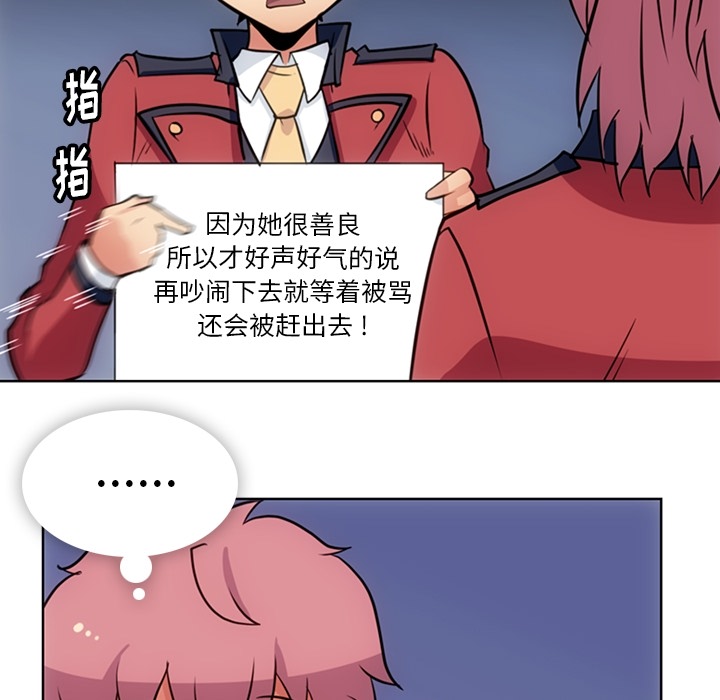 指
指
因为她很善良
所以才好声好气的说
再吵闹下去就等着被骂
还会被赶出去！
······